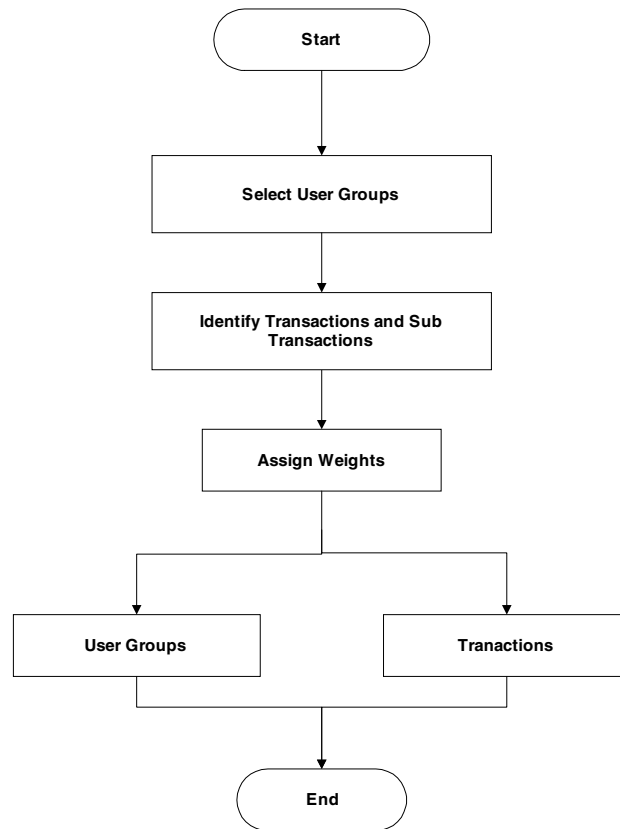 Start
Select User Groups
Identify Transactions and Sub
Transactions
Assign Weights
User Groups
Tranactions
End